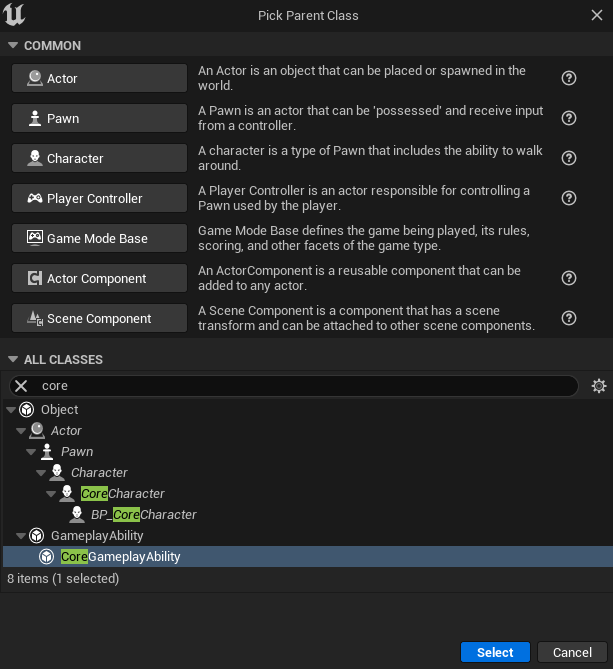 Pick Parent Class
COMMON
Actor
An Actor is an object that can be placed or spawned in the
world.
Pawn
A Pawn is an actor that can be 'possessed' and receive input
from a controller.
Character
A character is a type of Pawn that includes the ability to walk
around.
Player Controller
A Player Controller is an actor responsible for controlling a
Pawn used by the player.
Game Mode Base
Game Mode Base defines the game being played, its rules,
scoring, and other facets of the game type.
Actor Component
An ActorComponent is a reusable component that can be
added to any actor.
Scene Component
A Scene Component is a component that has a scene
transform and can be attached to other scene components.
ALL CLASSES
core
Object
Actor
Pawn
Character
CoreCharacter
BP_CoreCharacter
GameplayAbility
CoreGameplayAbility
8 items (1 selected)
Select
Cancel